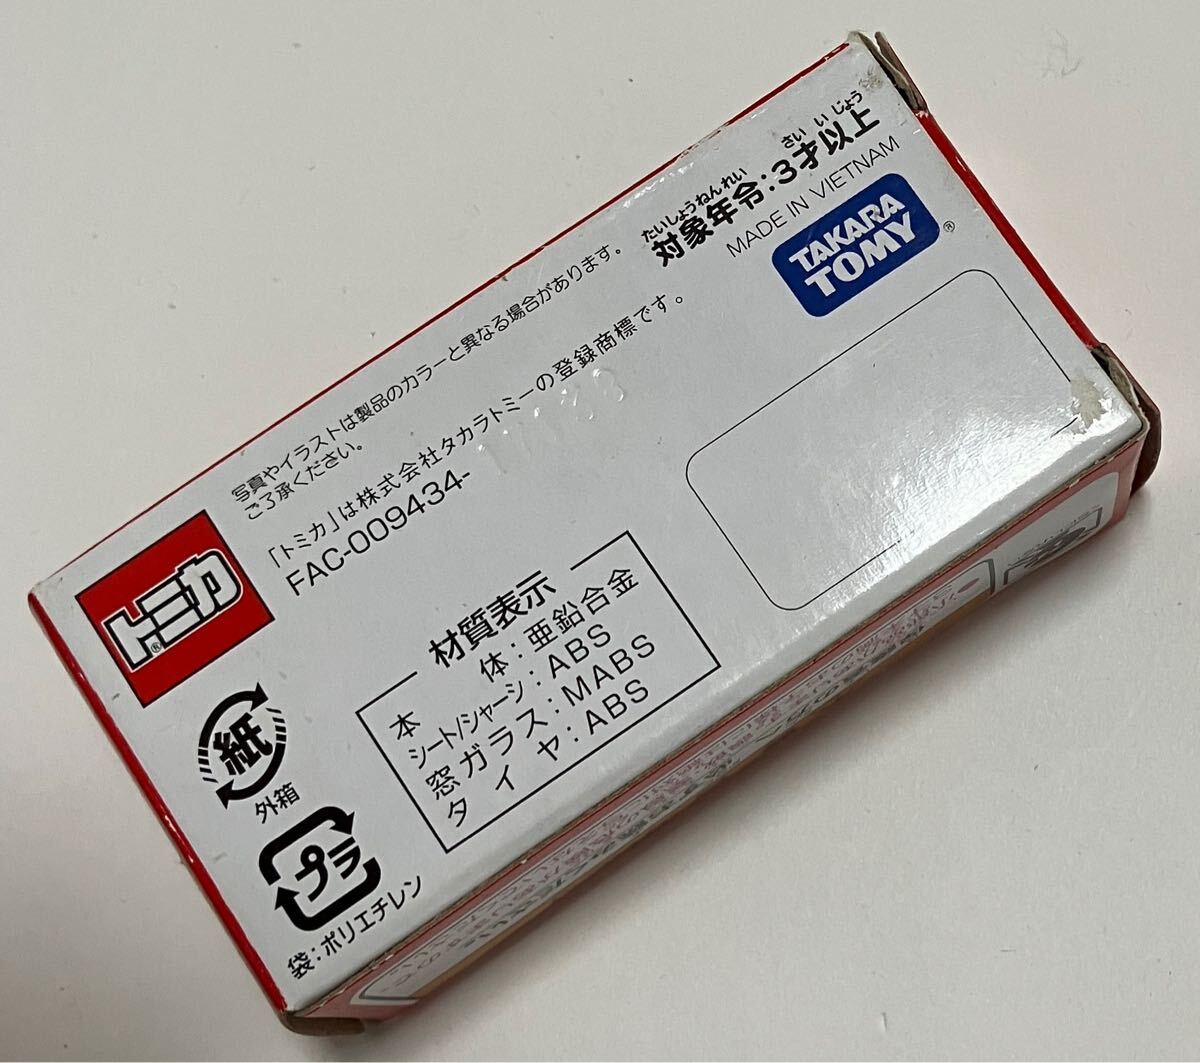 対象年令:3才以上
たいしょうねんれい さいいじょう
MADE IN VIETNAM
TAKARA
TOMY
®
写真やイラストは製品のカラーと異なる場合があります。
ご了承ください。
「トミカ」は株式会社タカラトミーの登録商標です。
FAC-009434-
トミカ®
材質表示
本体:亜鉛合金
シート/シャーシ:ABS
窓ガラス:MABS
タイヤ:ABS
紙
外箱
プラ
袋:ポリエチレン